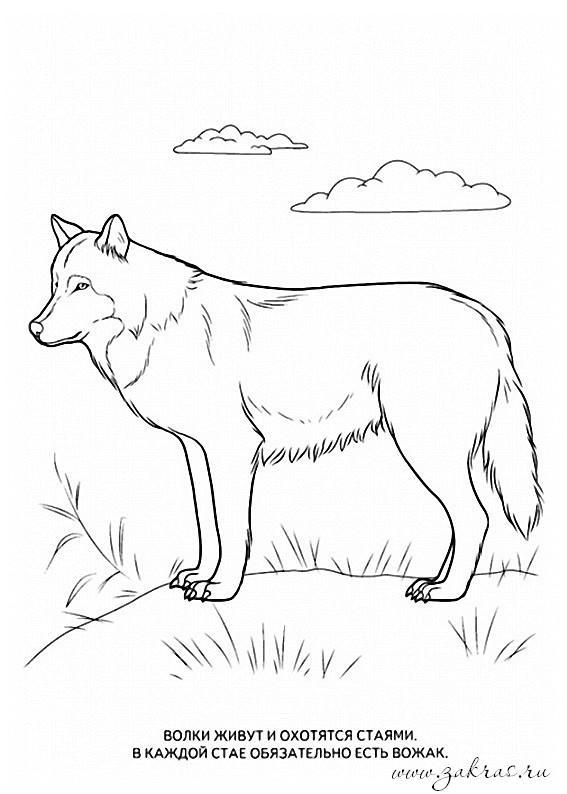 ВОЛКИ ЖИВУТ И ОХОТЯТСЯ СТАЯМИ.
В КАЖДОЙ СТАЕ ОБЯЗАТЕЛЬНО ЕСТЬ ВОЖАК.
www.zakras.ru